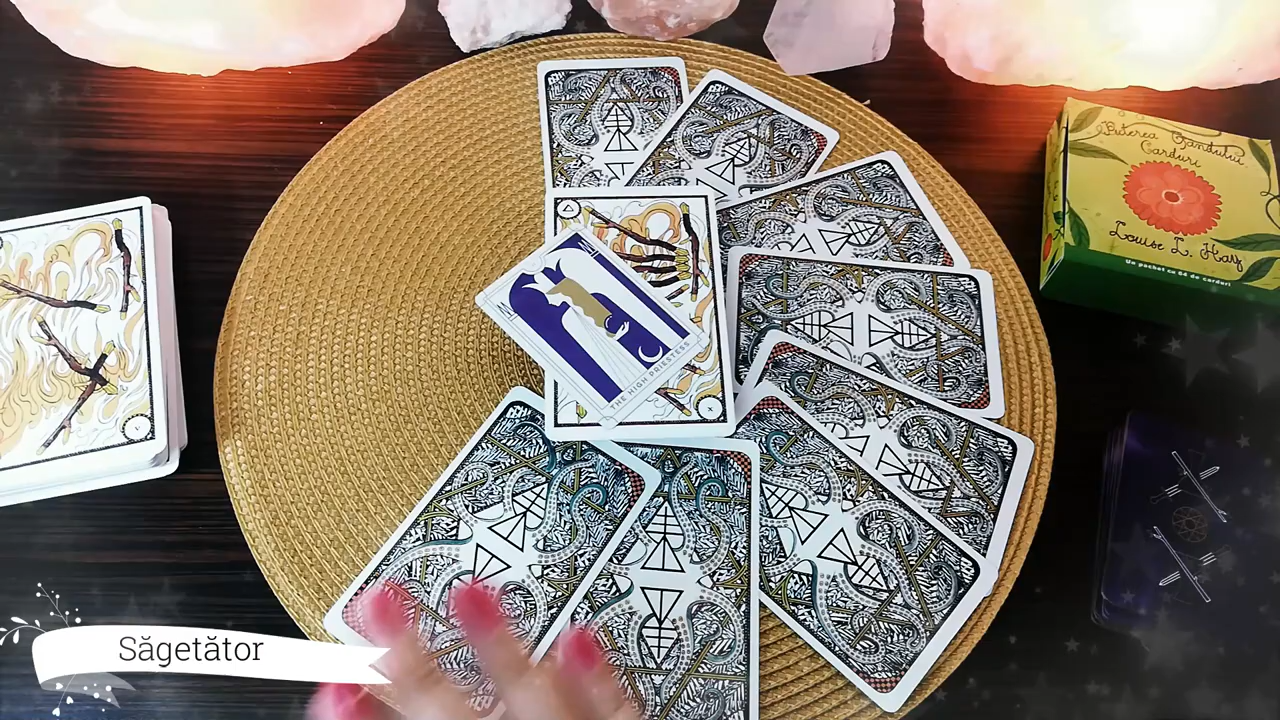 Puterea Gândului
Carduri
Louise L. Hay
Un pachet cu 64 de carduri
THE HIGH PRIESTESS
Săgetător